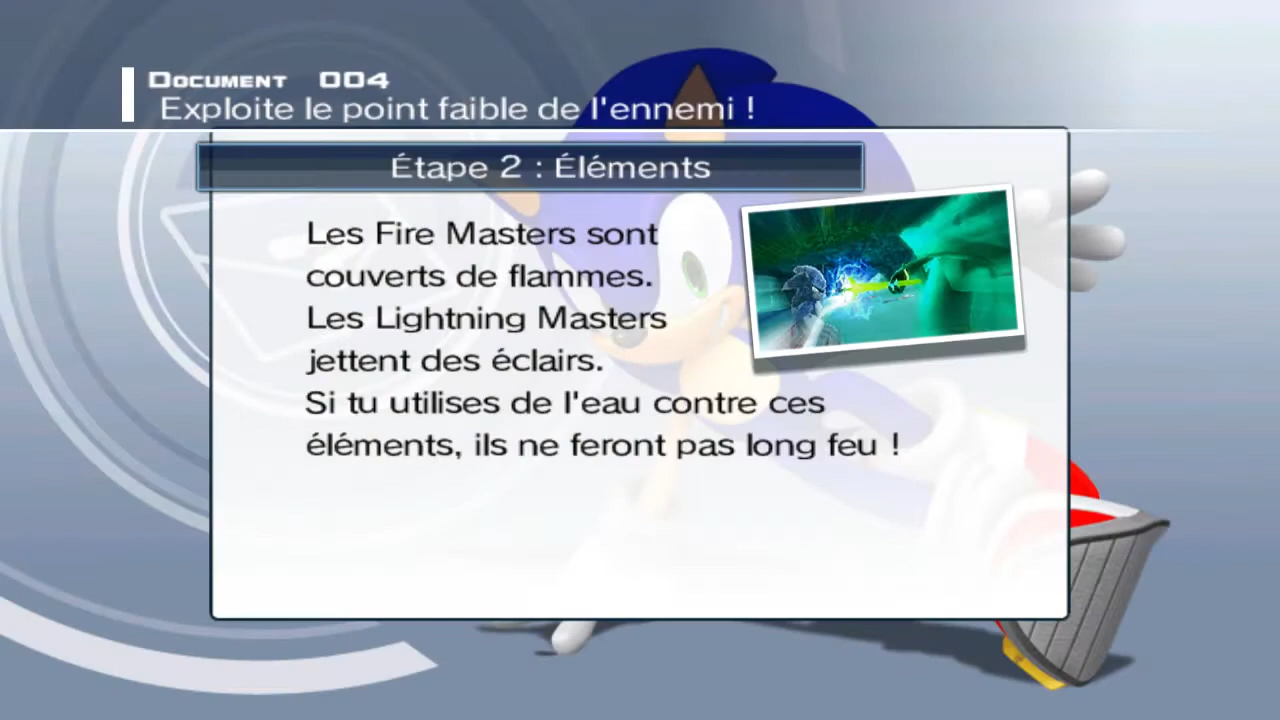 Document 004
Exploite le point faible de l'ennemi !
Étape 2 : Éléments
Les Fire Masters sont
couverts de flammes.
Les Lightning Masters
jettent des éclairs.
Si tu utilises de l'eau contre ces
éléments, ils ne feront pas long feu !